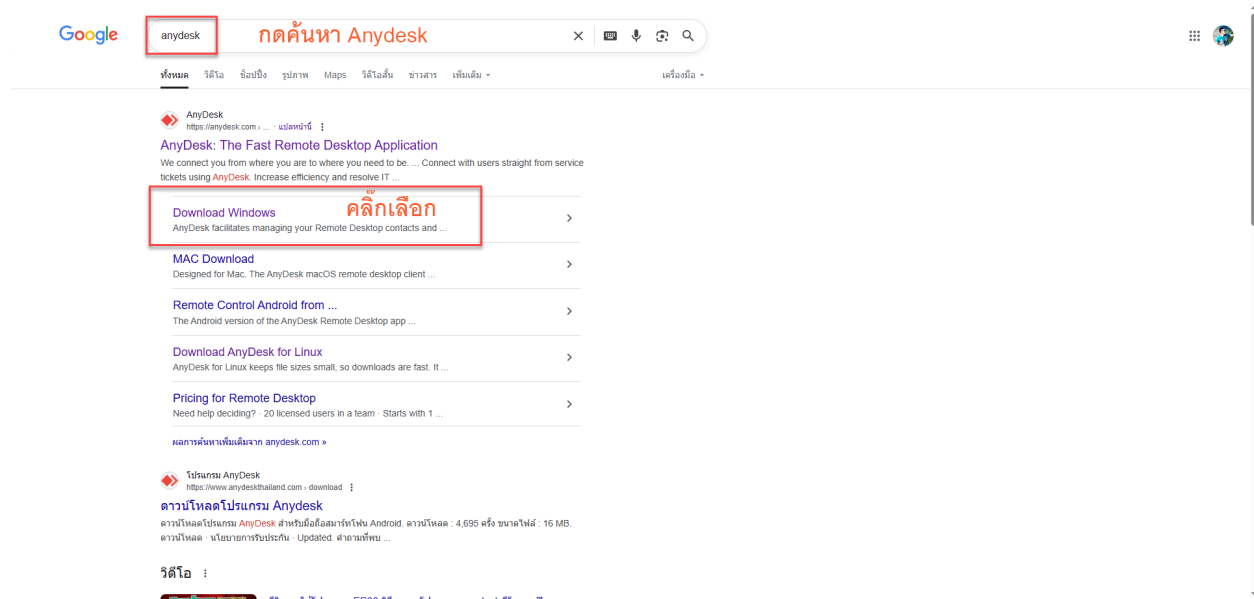 Google
anydesk
กดค้นหา Anydesk
ทั้งหมด วิดีโอ ช็อปปิ้ง รูปภาพ Maps วิดีโอสั้น ข่าวสาร เพิ่มเติม เครื่องมือ
AnyDesk
https://anydesk.com › ... · แปลหน้านี้
AnyDesk: The Fast Remote Desktop Application
We connect you from where you are to where you need to be. ... Connect with users straight from service
tickets using AnyDesk. Increase efficiency and resolve IT ...
Download Windows
คลิ๊กเลือก
AnyDesk facilitates managing your Remote Desktop contacts and ...
MAC Download
Designed for Mac. The AnyDesk macOS remote desktop client ...
Remote Control Android from ...
The Android version of the AnyDesk Remote Desktop app ...
Download AnyDesk for Linux
AnyDesk for Linux keeps file sizes small, so downloads are fast. It ...
Pricing for Remote Desktop
Need help deciding? · 20 licensed users in a team · Starts with 1 ...
ผลการค้นหาเพิ่มเติมจาก anydesk.com »
โปรแกรม AnyDesk
https://www.anydeskthailand.com › download
ดาวน์โหลดโปรแกรม Anydesk
ดาวน์โหลดโปรแกรม AnyDesk สำหรับมือถือสมาร์ทโฟน Android. ดาวน์โหลด : 4,695 ครั้ง ขนาดไฟล์ : 16 MB.
ดาวน์โหลด · นโยบายการรับประกัน · Updated. คำถามที่พบ ...
วิดีโอ